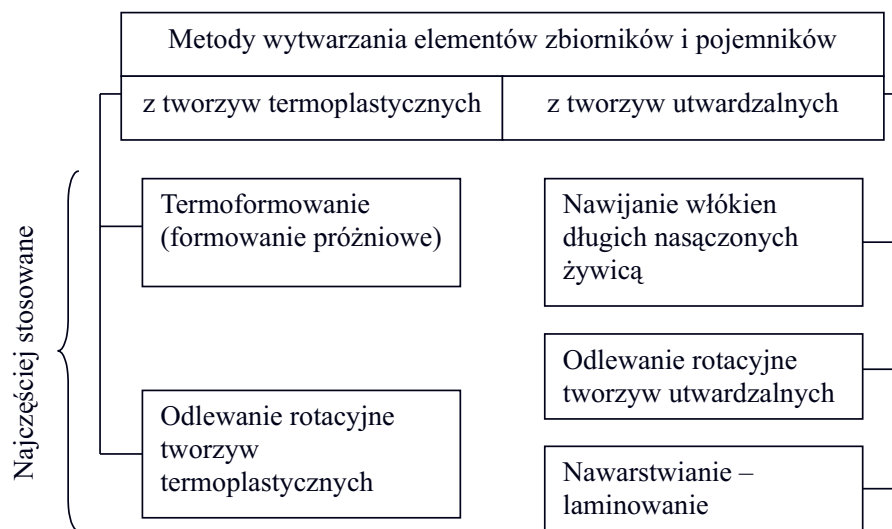 Metody wytwarzania elementów zbiorników i pojemników
z tworzyw termoplastycznych
z tworzyw utwardzalnych
Najczęściej stosowane
Termoformowanie
(formowanie próżniowe)
Odlewanie rotacyjne
tworzyw
termoplastycznych
Nawijanie włókien
długich nasączonych
żywicą
Odlewanie rotacyjne
tworzyw utwardzalnych
Nawarstwianie –
laminowanie